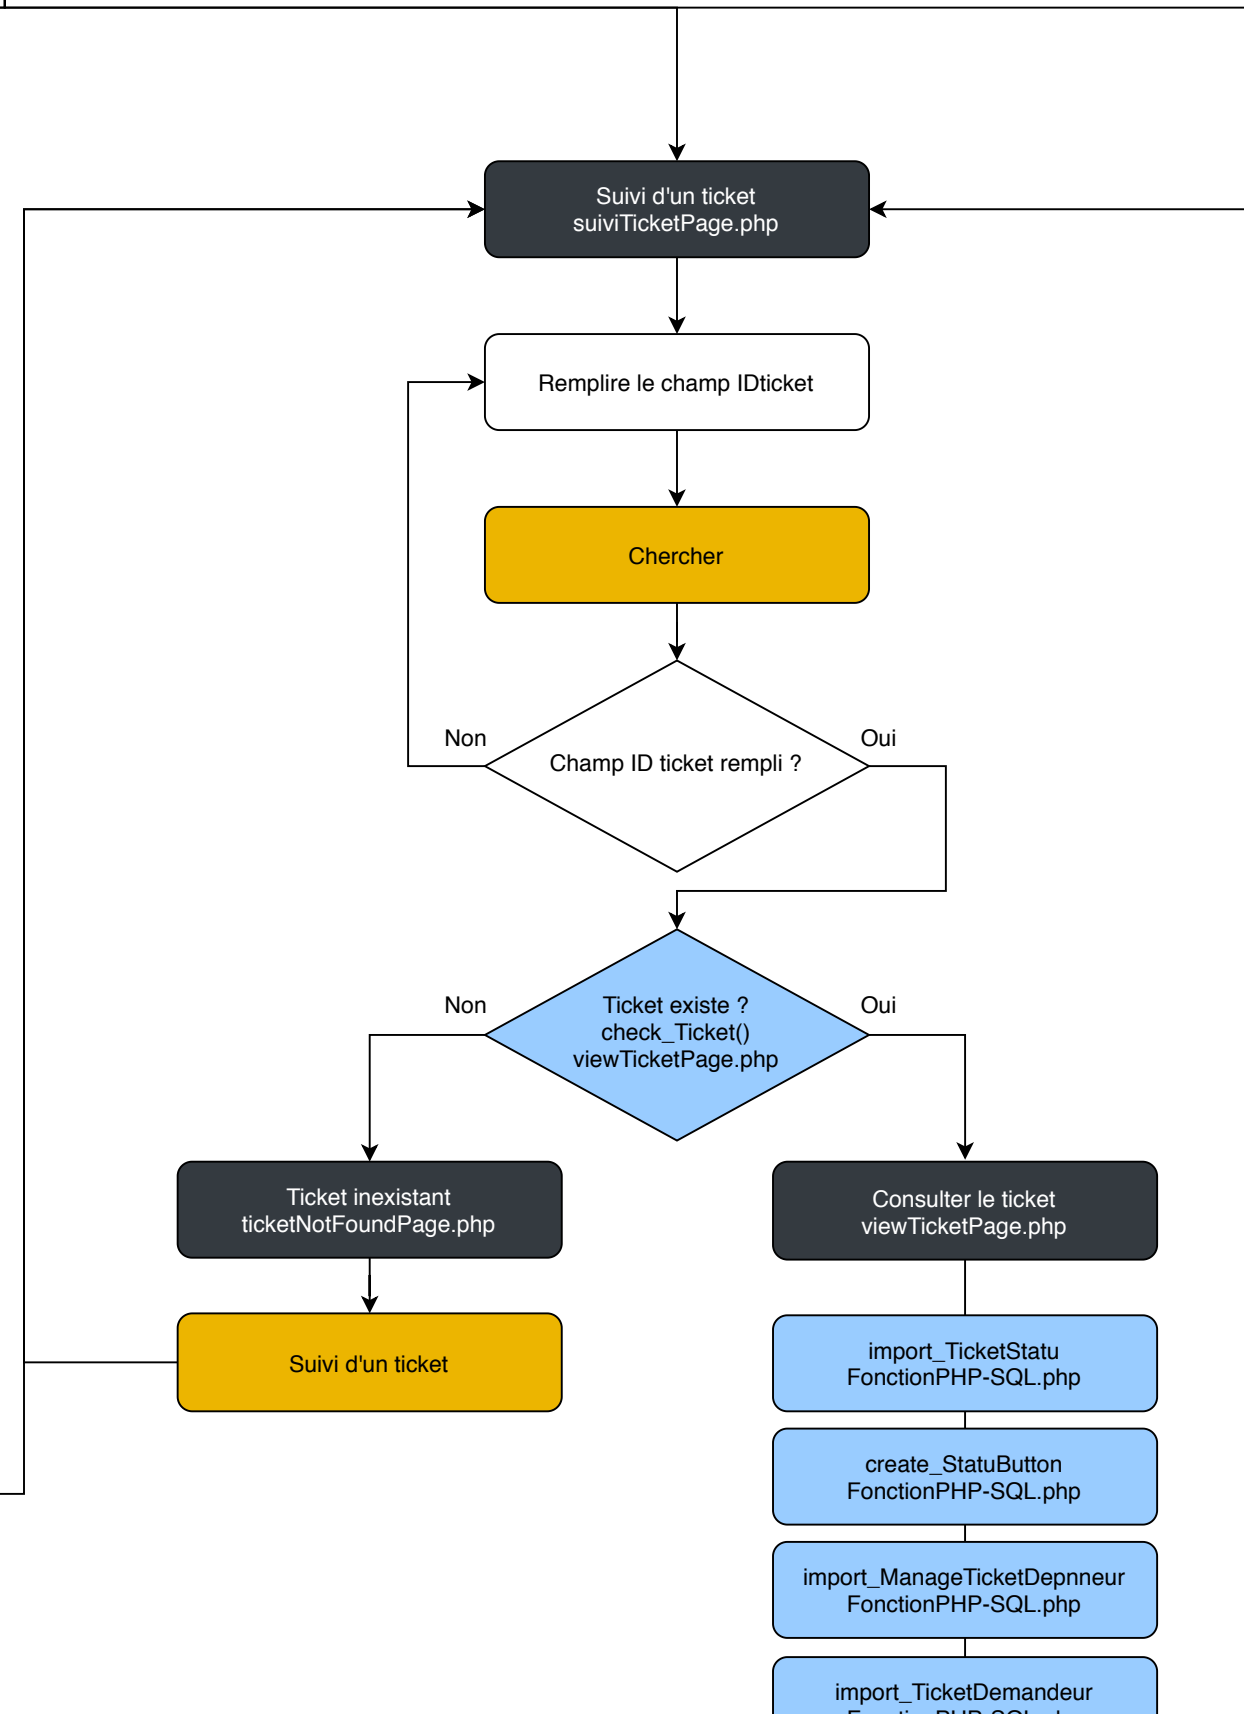 Suivi d'un ticket
suiviTicketPage.php
Remplire le champ IDticket
Chercher
Non
Oui
Champ ID ticket rempli ?
Non
Oui
Ticket existe ?
check_Ticket()
viewTicketPage.php
Ticket inexistant
ticketNotFoundPage.php
Consulter le ticket
viewTicketPage.php
Suivi d'un ticket
import_TicketStatu
FonctionPHP-SQL.php
create_StatuButton
FonctionPHP-SQL.php
import_ManageTicketDepnneur
FonctionPHP-SQL.php
import_TicketDemandeur